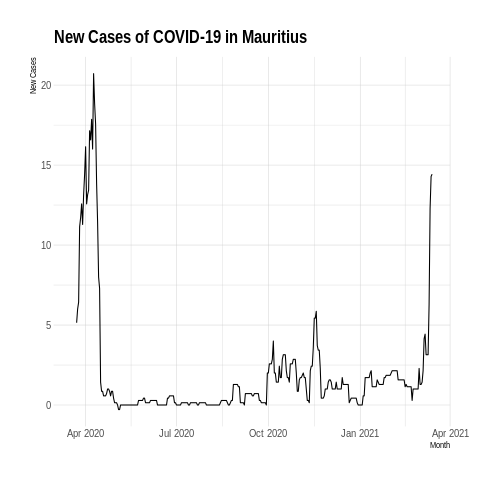 New Cases of COVID-19 in Mauritius
New Cases
20
15
10
5
0
Apr 2020 Jul 2020 Oct 2020 Jan 2021 Apr 2021
Month